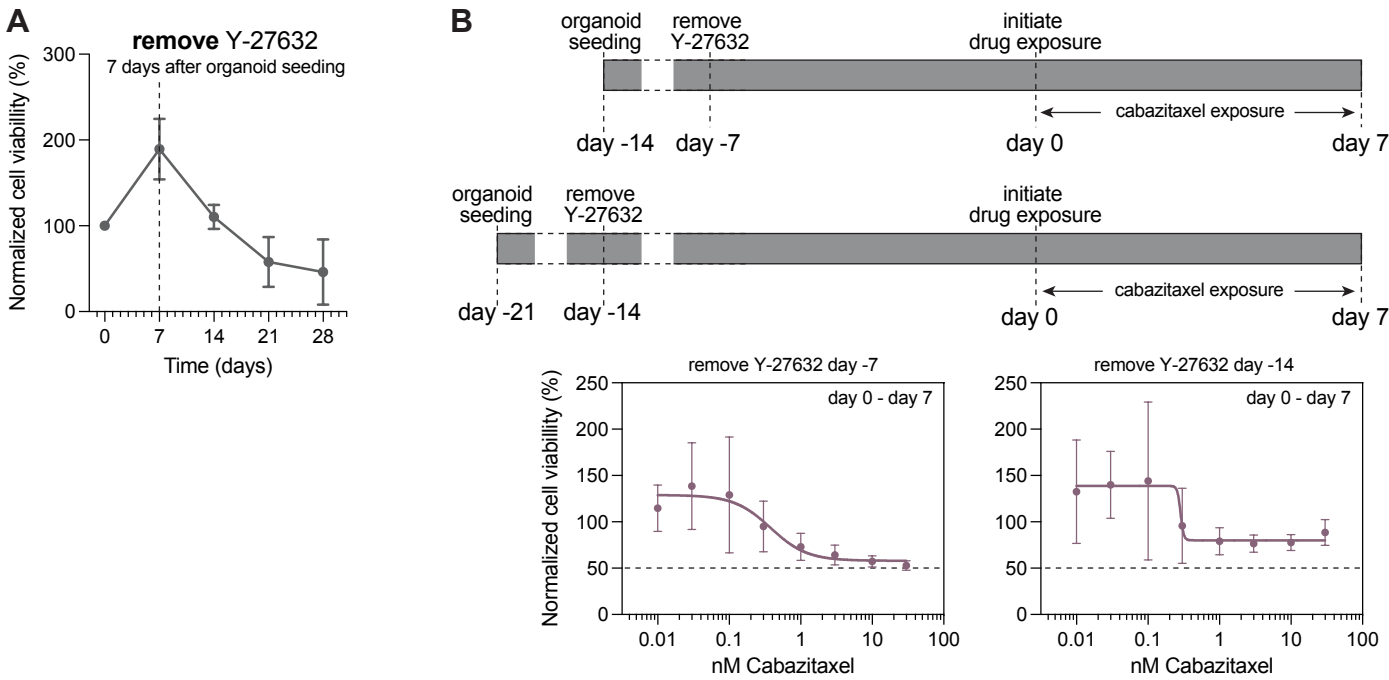 A
remove Y-27632
7 days after organoid seeding
Normalized cell viabillity (%)
300
200
100
0
0 7 14 21 28
Time (days)
B
organoid
seeding
remove
Y-27632
initiate
drug exposure
cabazitaxel exposure
day -14 day -7 day 0 day 7
organoid
seeding
remove
Y-27632
initiate
drug exposure
cabazitaxel exposure
day -21 day -14 day 0 day 7
remove Y-27632 day -7
day 0 - day 7
Normalized cell viabillity (%)
250
200
150
100
50
0
0.01 0.1 1 10 100
nM Cabazitaxel
remove Y-27632 day -14
day 0 - day 7
250
200
150
100
50
0
0.01 0.1 1 10 100
nM Cabazitaxel